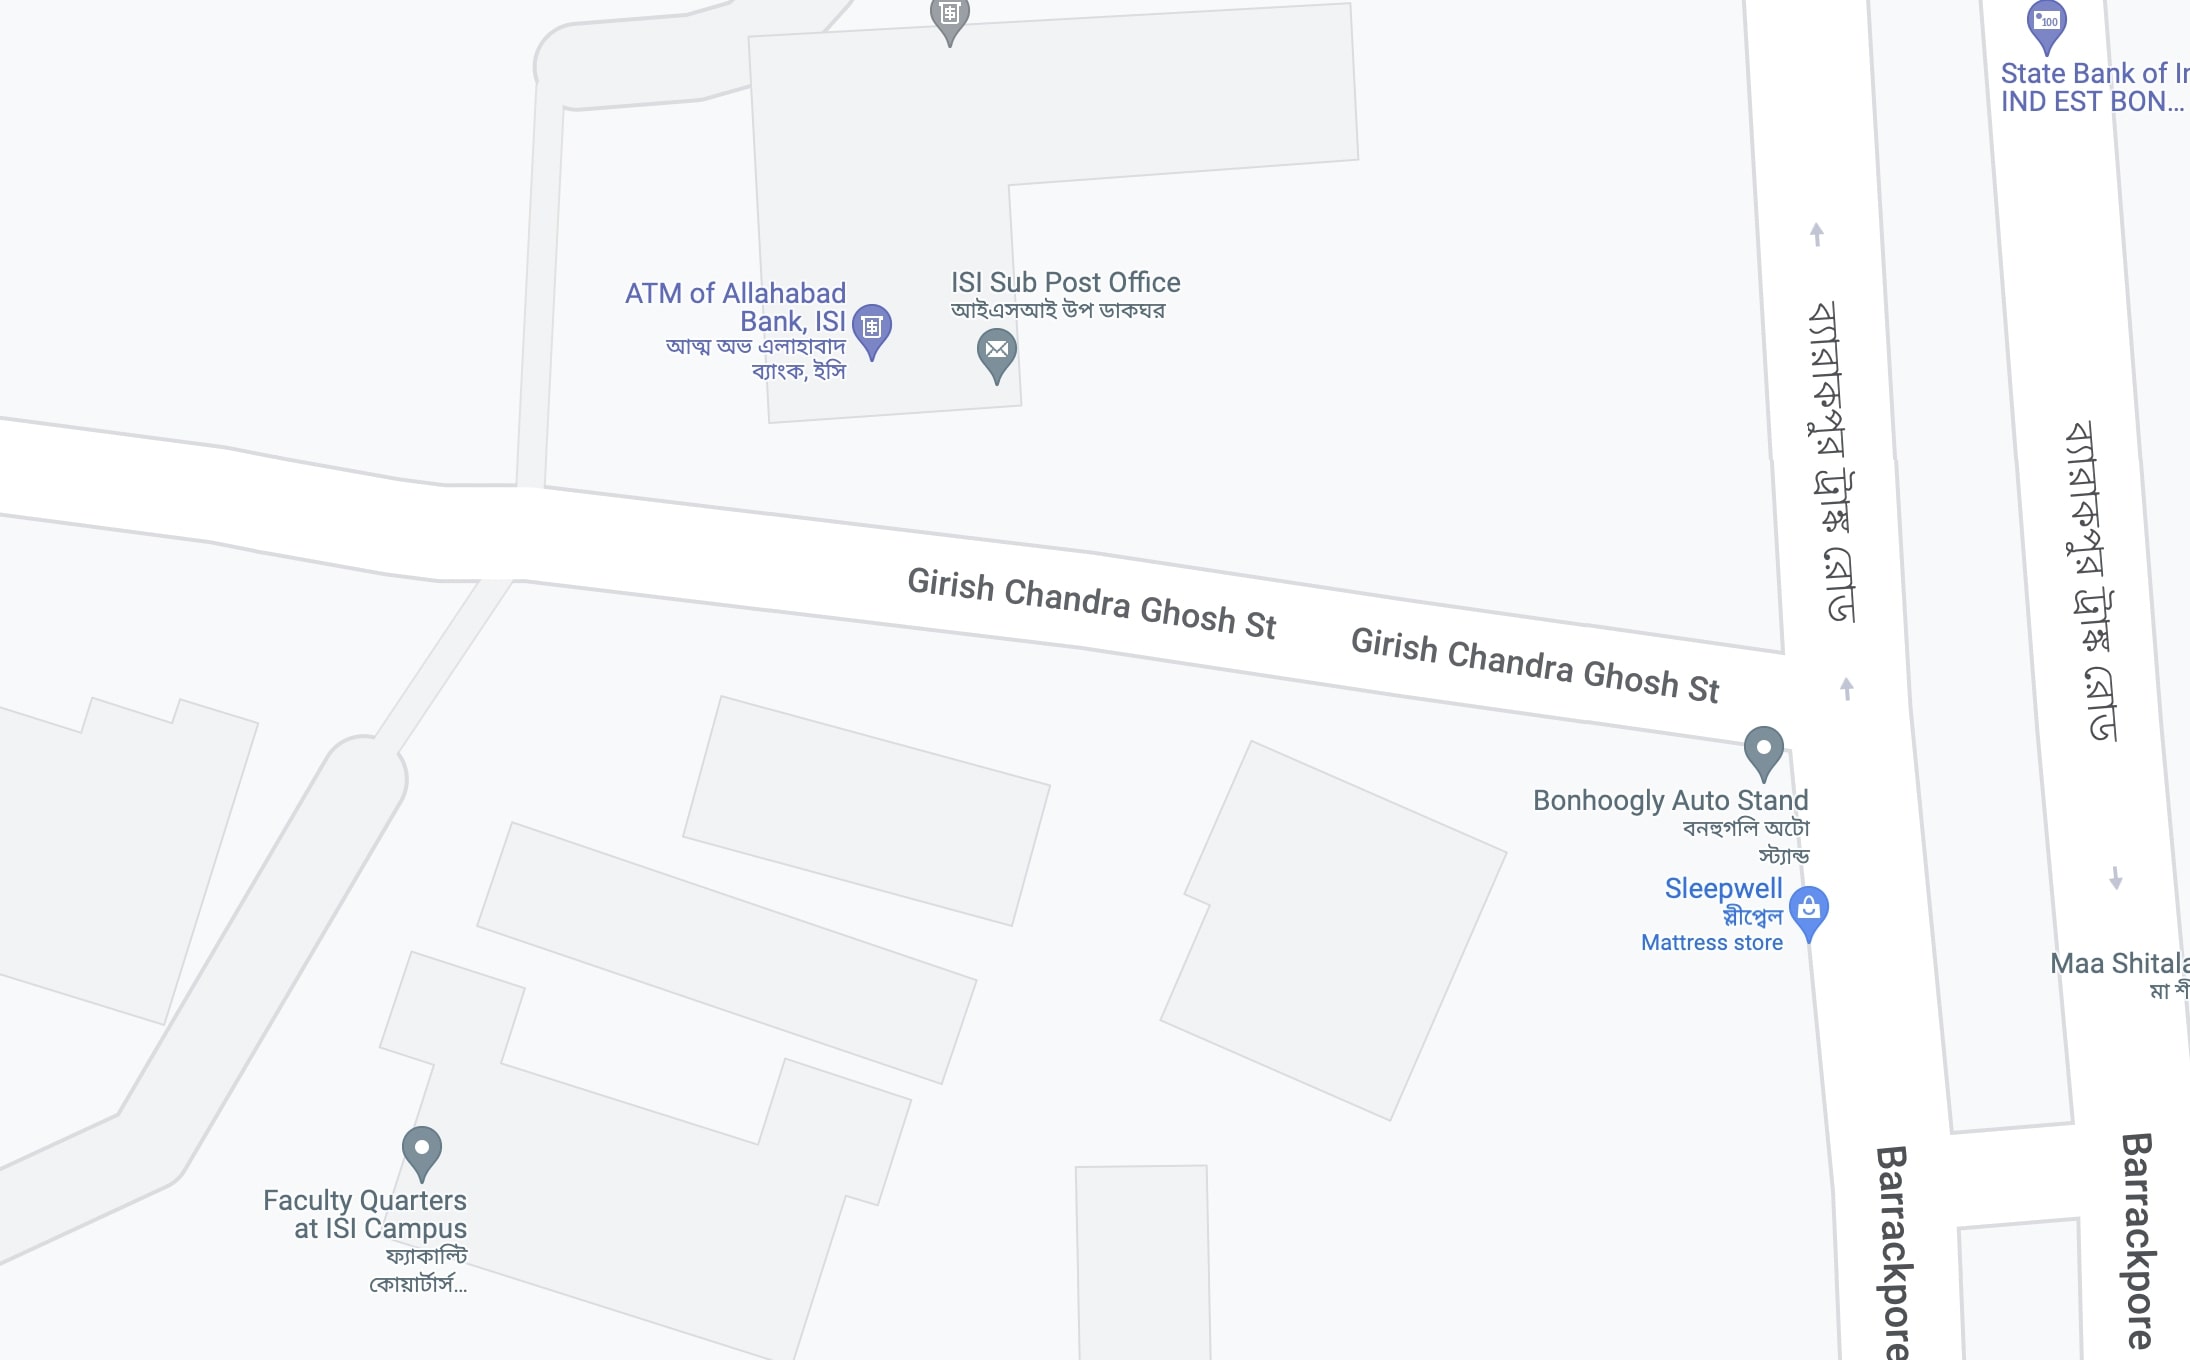 State Bank of In
IND EST BON...
ATM of Allahabad
Bank, ISI
আত্ম অভ এলাহাবাদ
ব্যাংক, ইসি
ISI Sub Post Office
আইএসআই উপ ডাকঘর
ব্যারাকপুর ট্রাঙ্ক রোড
ব্যারাকপুর ট্রাঙ্ক রোড
Girish Chandra Ghosh St
Girish Chandra Ghosh St
Bonhoogly Auto Stand
বনহুগলি অটো
স্ট্যান্ড
Sleepwell
স্লীপ্বেল
Mattress store
Maa Shitala
মা শী
Faculty Quarters
at ISI Campus
ফ্যাকাল্টি
কোয়ার্টার্স...
Barrackpore
Barrackpore
100